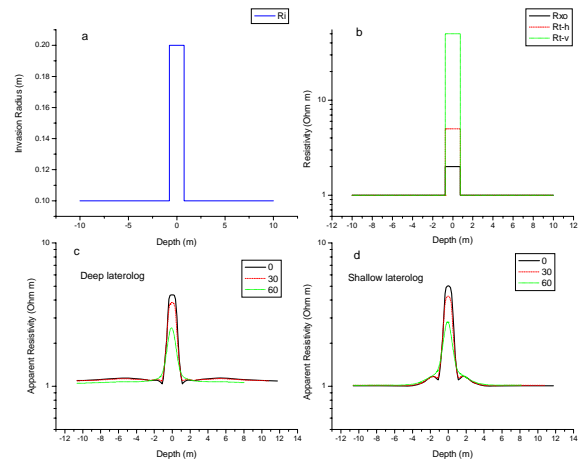 a
Ri
Invasion Radius (m)
0.20
0.18
0.16
0.14
0.12
0.10
-10 -5 0 5 10
Depth (m)
b
Rxo
Rt-h
Rt-v
Resistivity (Ohm m)
1
-12 -10 -8 -6 -4 -2 0 2 4 6 8 10 12
Depth (m)
c
Deep laterolog
0
30
60
Apparent Resistivity (Ohm m)
10
1
-12 -10 -8 -6 -4 -2 0 2 4 6 8 10 12 14
Depth (m)
d
Shallow laterolog
0
30
60
Apparent Resistivity (Ohm m)
10
1
-12 -10 -8 -6 -4 -2 0 2 4 6 8 10 12 14
Depth (m)